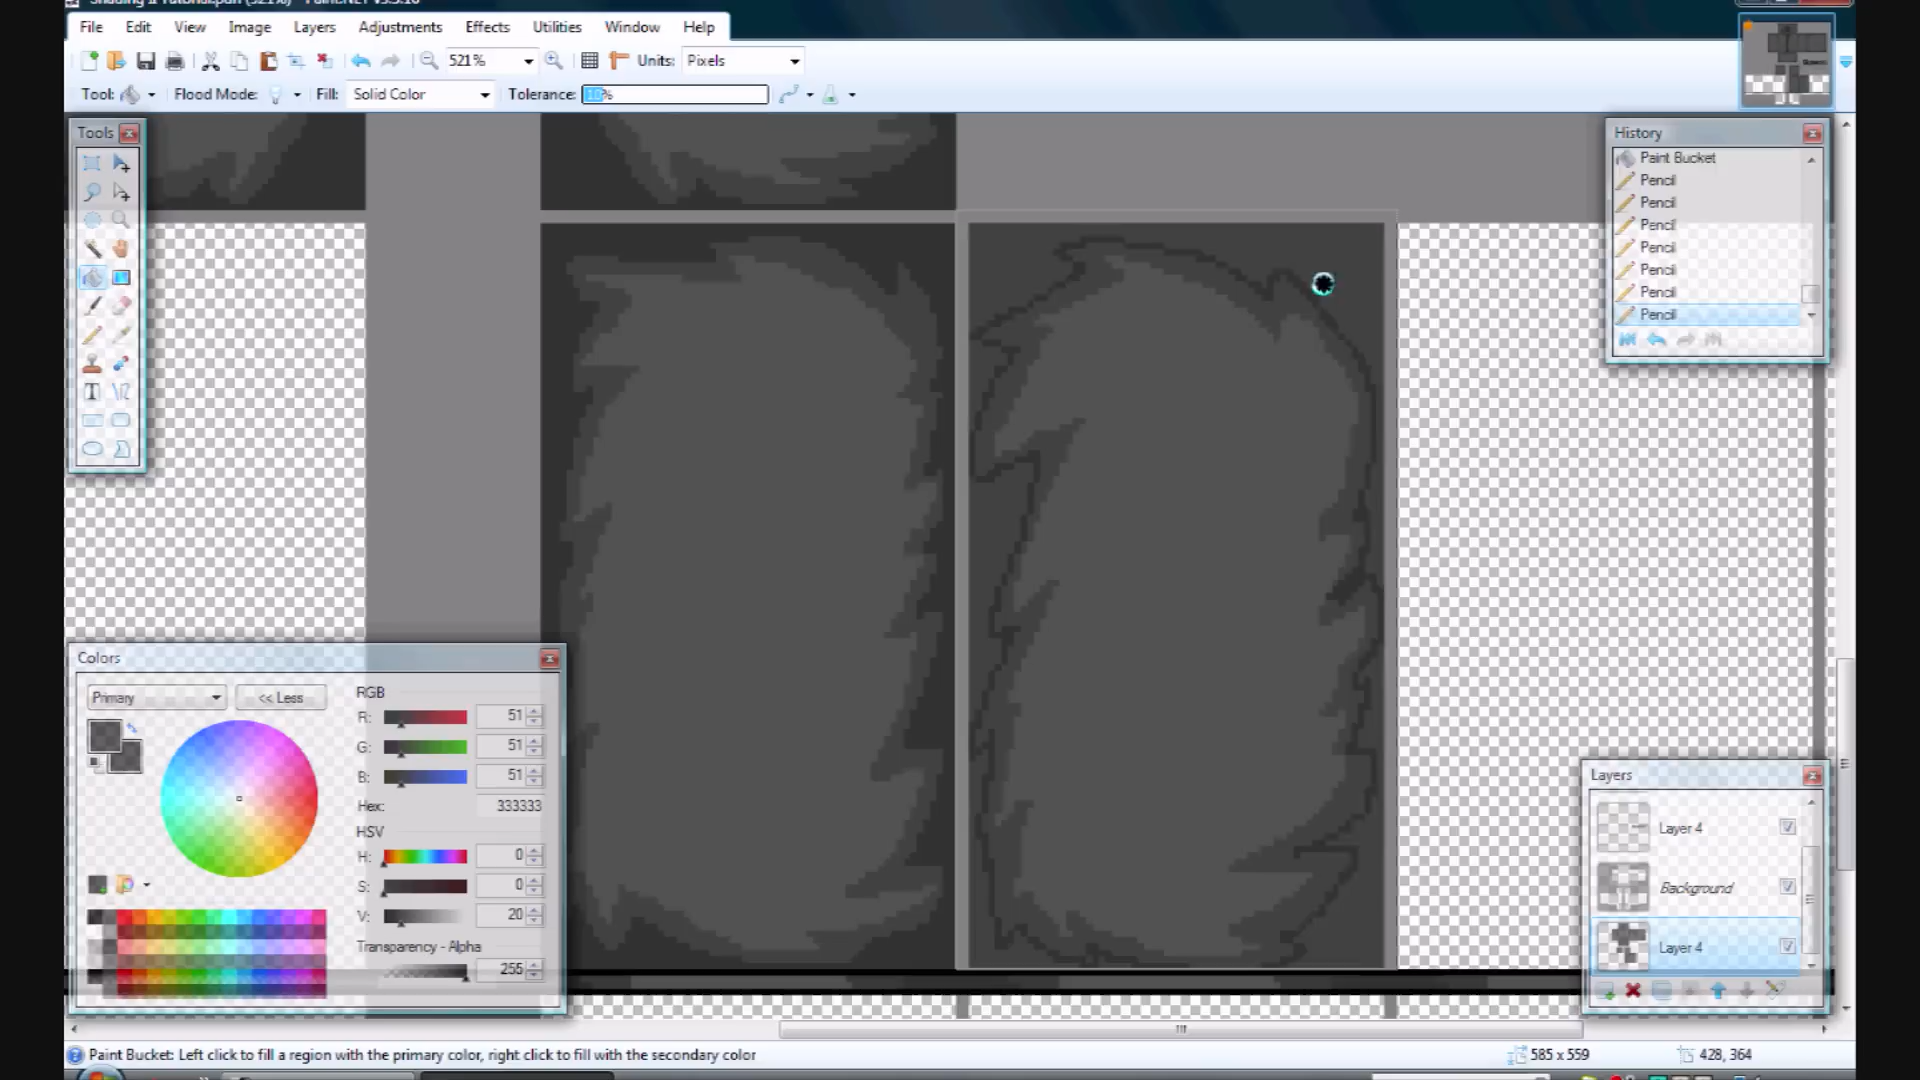 File Edit View Image Layers Adjustments Effects Utilities Window Help
521% Units: Pixels
Tool: Flood Mode: Fill: Solid Color Tolerance: 10%
Tools
History
Paint Bucket
Pencil
Pencil
Pencil
Pencil
Pencil
Pencil
Pencil
Colors
Primary << Less
RGB
R: 51
G: 51
B: 51
Hex: 333333
HSV
H: 0
S: 0
V: 20
Transparency - Alpha
255
Layers
Layer 4
Background
Layer 4
Paint Bucket: Left click to fill a region with the primary color, right click to fill with the secondary color 585 x 559 428, 364